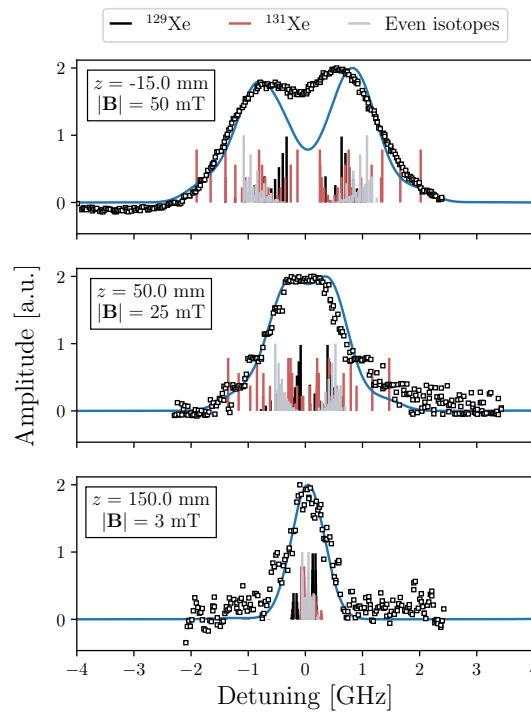 ¹²⁹Xe ¹³¹Xe Even isotopes
z = -15.0 mm
|B| = 50 mT
2
1
0
z = 50.0 mm
|B| = 25 mT
2
1
0
Amplitude [a.u.]
z = 150.0 mm
|B| = 3 mT
2
1
0
−4 −3 −2 −1 0 1 2 3 4
Detuning [GHz]